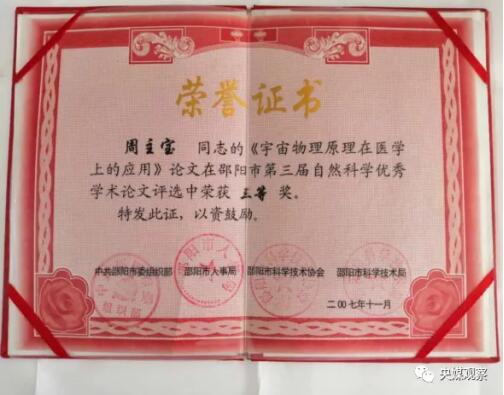 荣誉证书
周主宝 同志的《宇宙物理原理在医学
上的应用》论文在邵阳市第三届自然科学优秀
学术论文评选中荣获 三等 奖。
特发此证，以资鼓励。
中共邵阳市委组织部 邵阳市人事局 邵阳市科学技术协会 邵阳市科学技术局
二00七年十一月
央媒观察